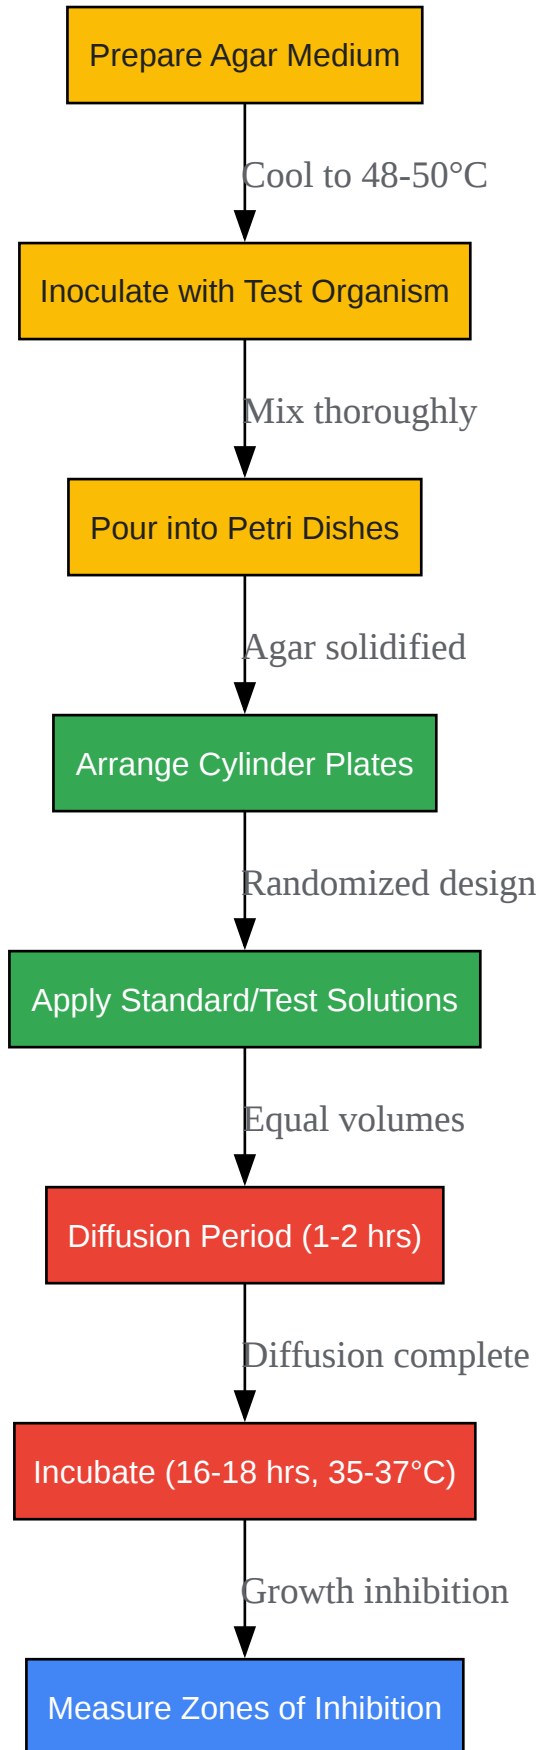 Prepare Agar Medium
Cool to 48-50°C
Inoculate with Test Organism
Mix thoroughly
Pour into Petri Dishes
Agar solidified
Arrange Cylinder Plates
Randomized design
Apply Standard/Test Solutions
Equal volumes
Diffusion Period (1-2 hrs)
Diffusion complete
Incubate (16-18 hrs, 35-37°C)
Growth inhibition
Measure Zones of Inhibition